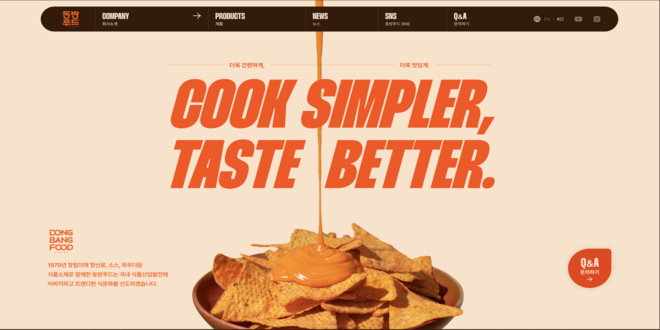 동방
푸드
COMPANY
회사소개
PRODUCTS
제품
NEWS
뉴스
SNS
동방푸드 SNS
Q&A
문의하기
EN · KO
더욱 간편하게,
더욱 맛있게.
COOK SIMPLER,
TASTE BETTER.
DONG
BANG
FOOD
1978년 창립이래 향신료, 소스, 파우더등
식품소재로 함께한 동방푸드는 국내 식품산업발전에
이바지하고 트렌디한 식문화를 선도하겠습니다.
Q&A
문의하기